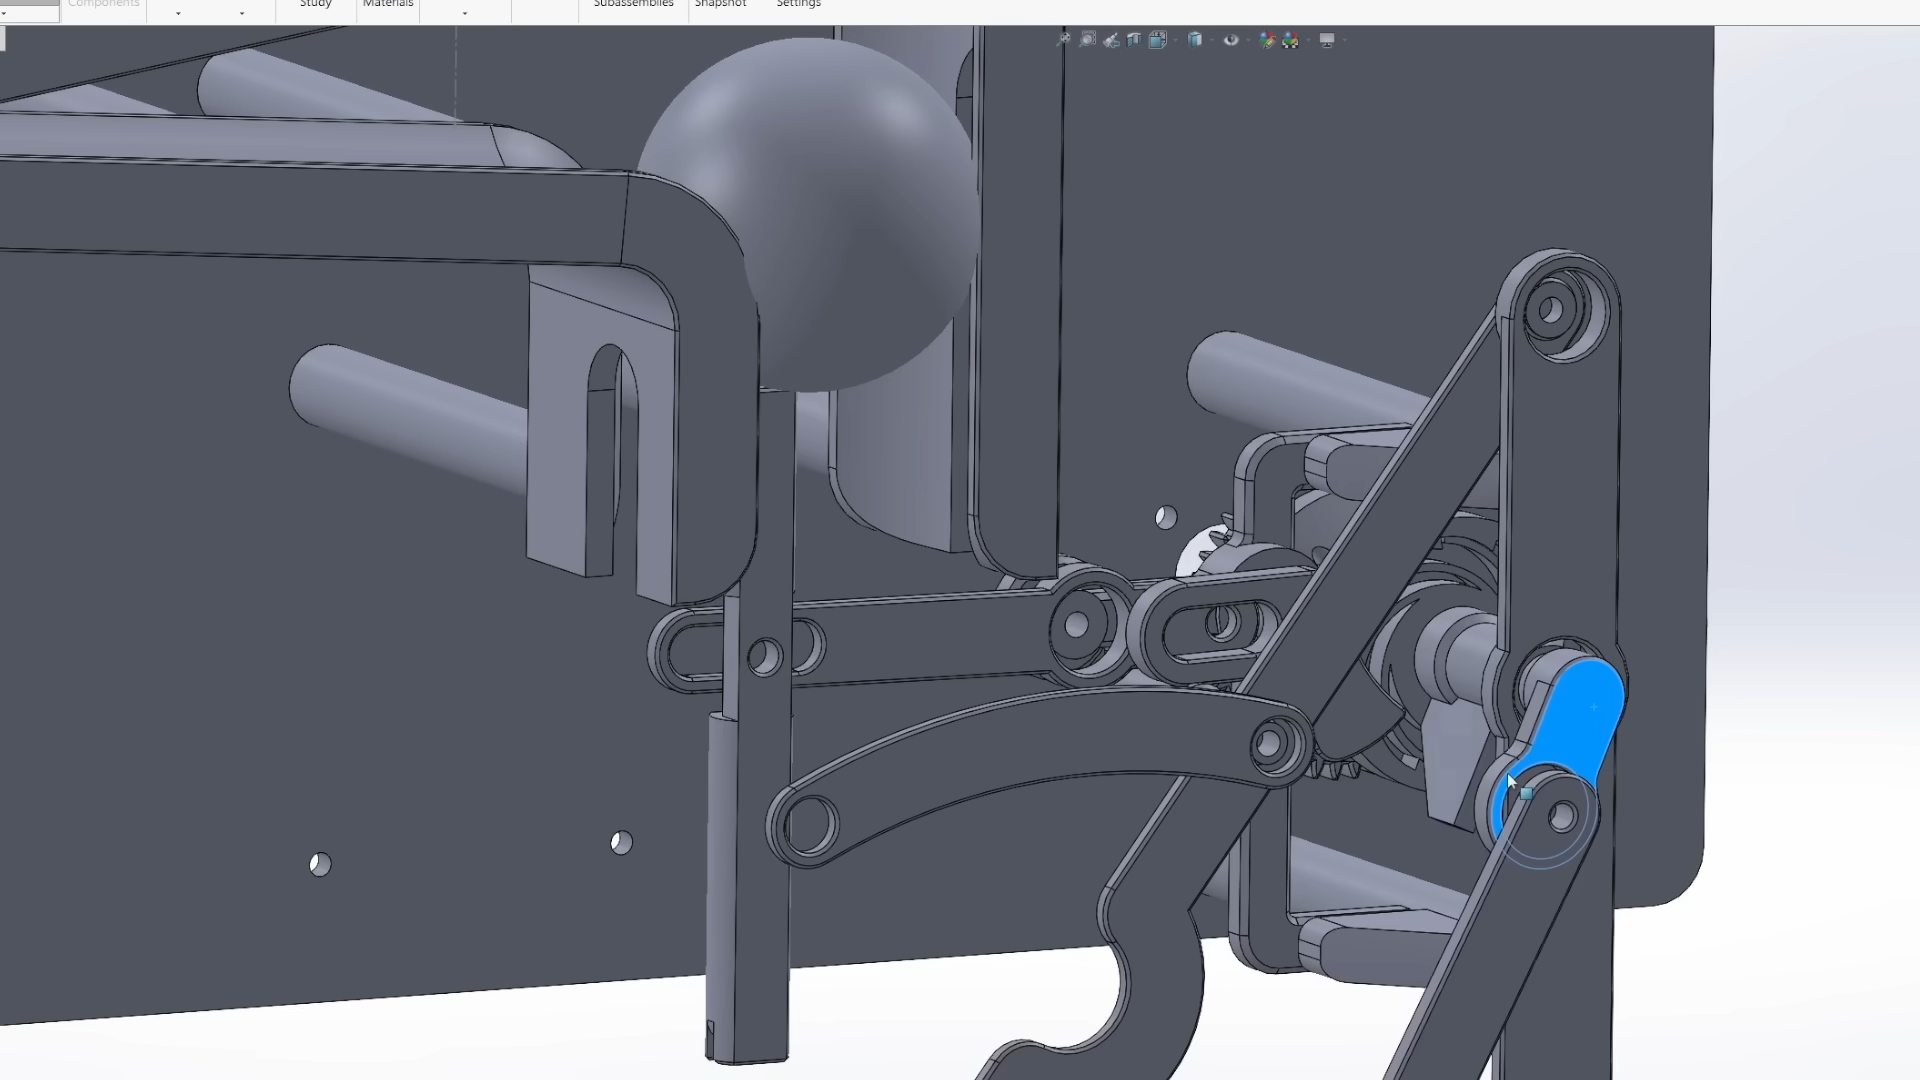 Components
Study
Materials
Subassemblies
Snapshot
Settings